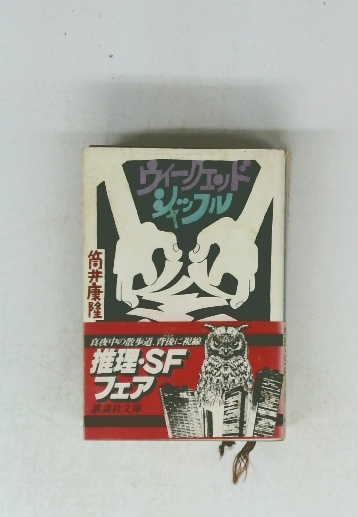 ウィークエンド
シャッフル
筒井康隆
真夜中の散歩道、背後に視線
推理・SF
フェア
講談社文庫